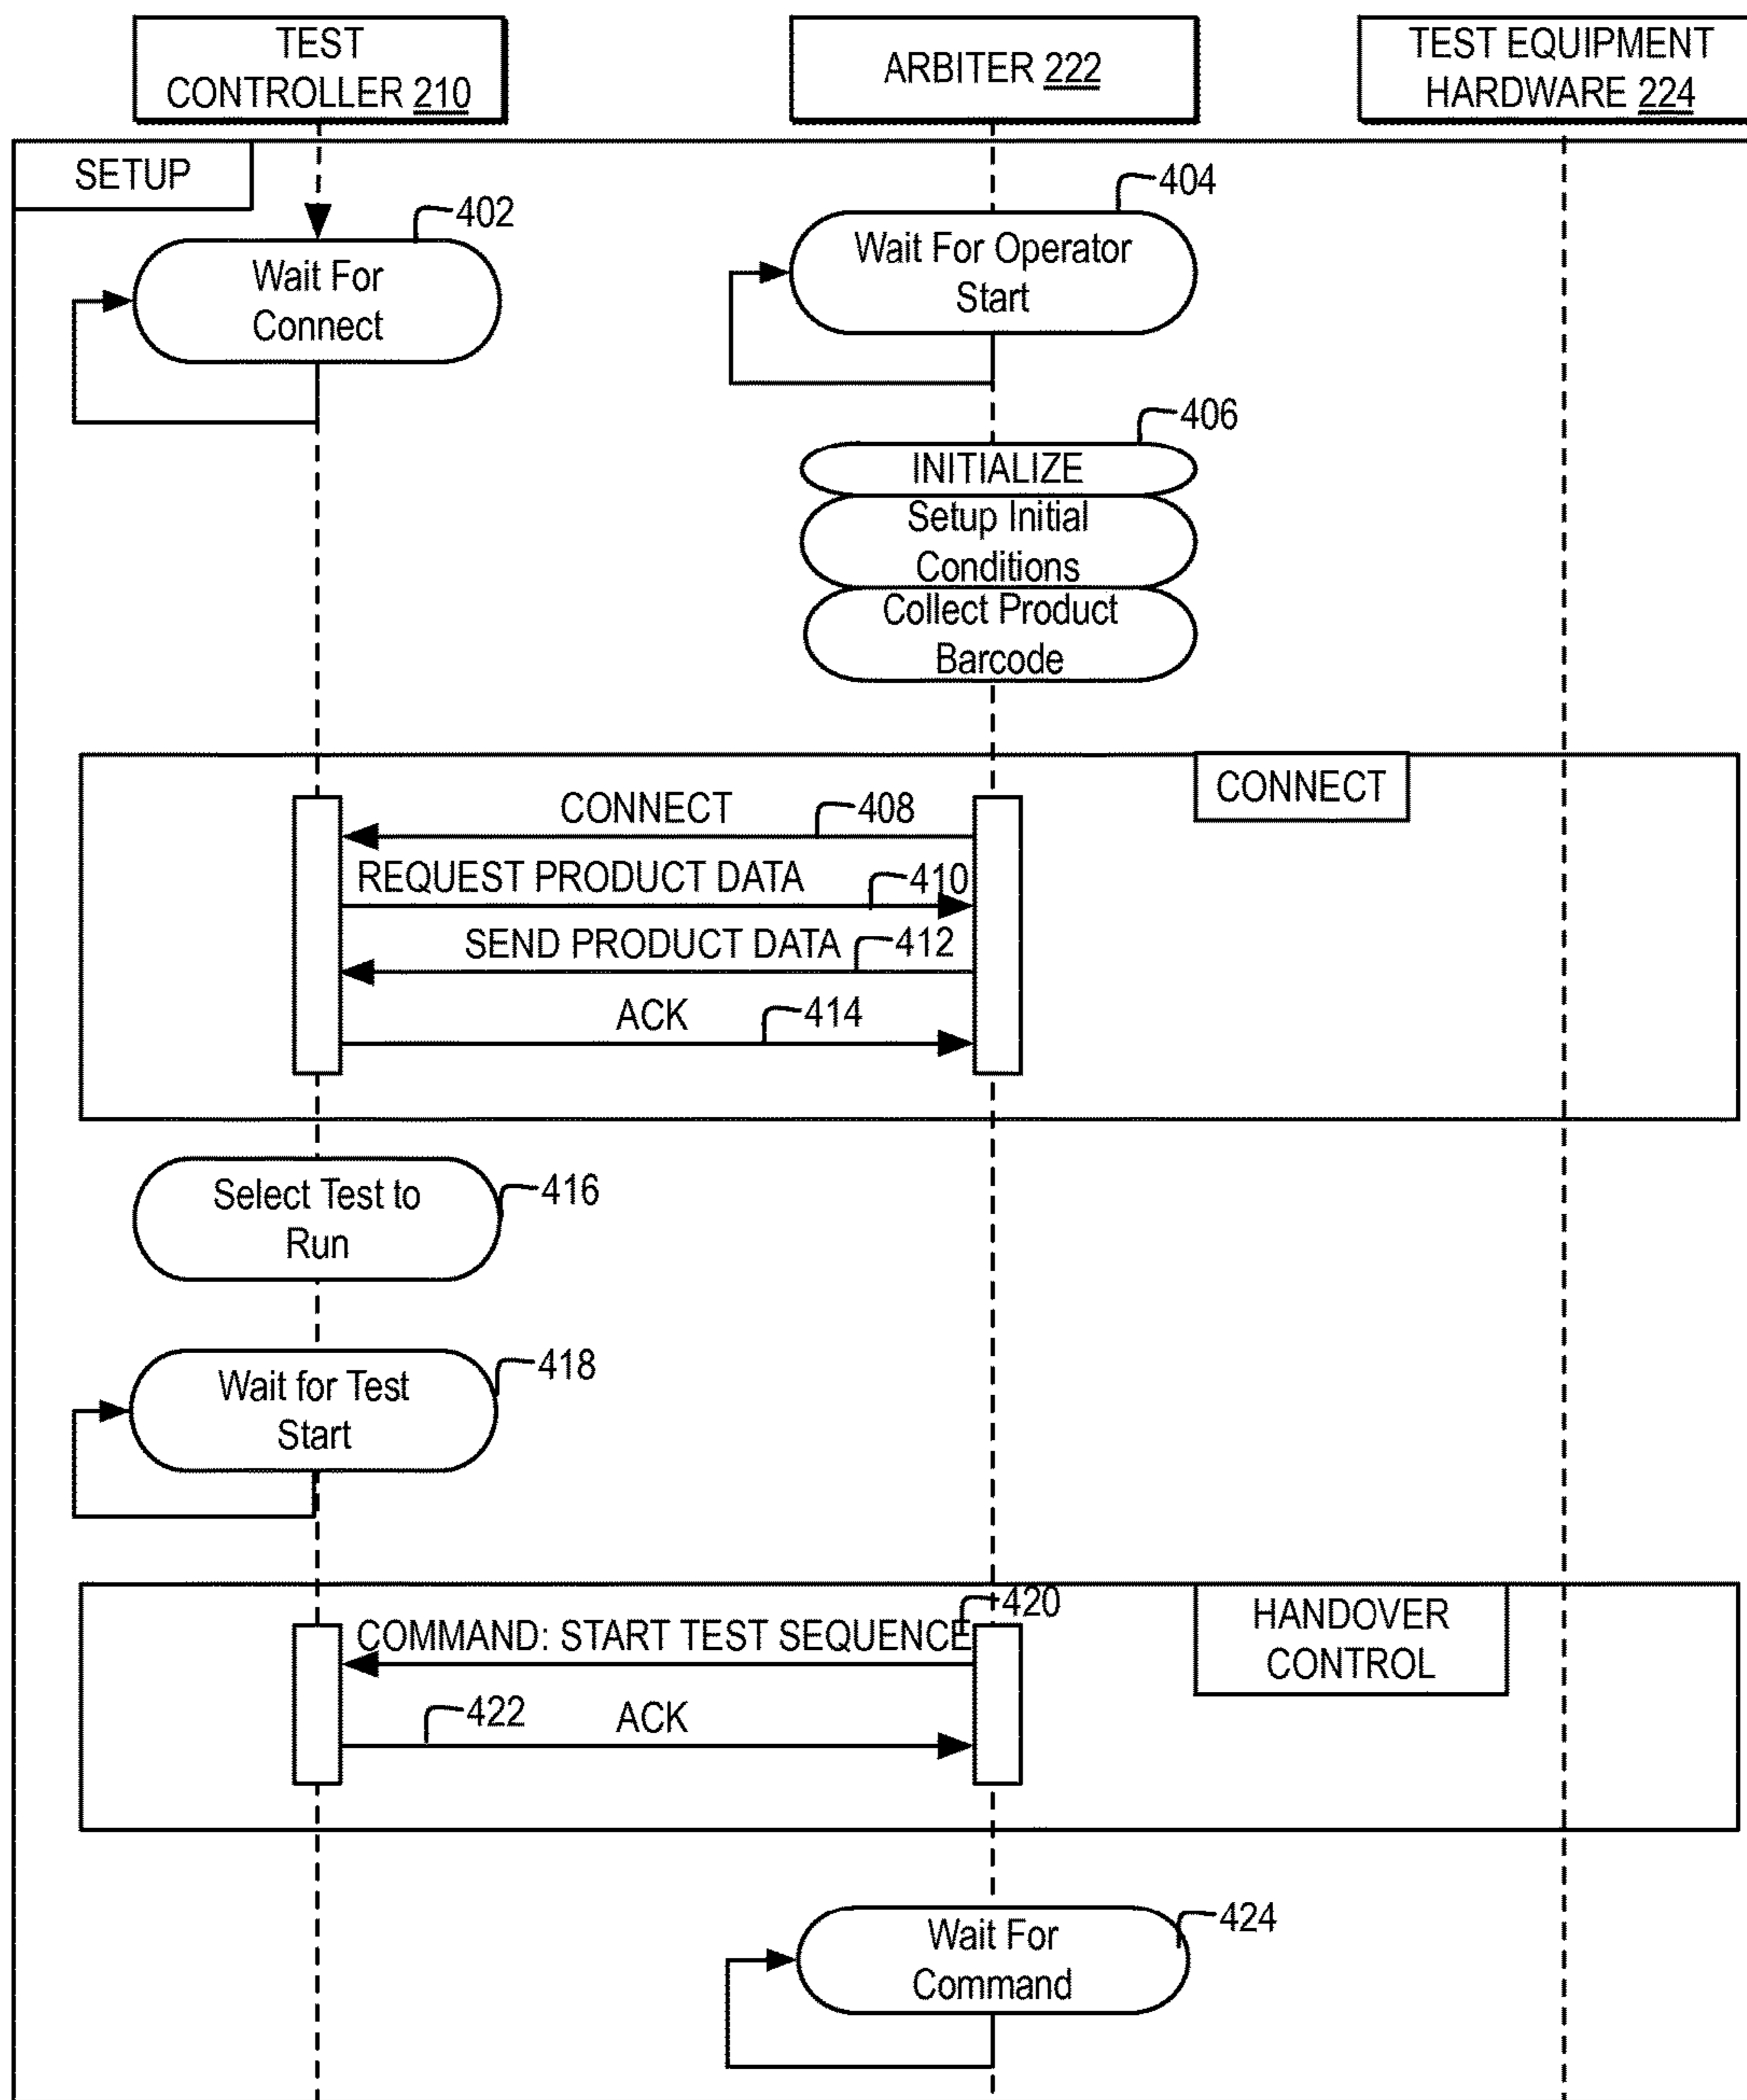 TEST
CONTROLLER 210
ARBITER 222
TEST EQUIPMENT
HARDWARE 224
SETUP
402
404
Wait For
Connect
Wait For Operator
Start
406
INITIALIZE
Setup Initial
Conditions
Collect Product
Barcode
CONNECT
CONNECT 408
REQUEST PRODUCT DATA 410
SEND PRODUCT DATA 412
ACK 414
Select Test to
Run
416
Wait for Test
Start
418
420
COMMAND: START TEST SEQUENCE
HANDOVER
CONTROL
422 ACK
Wait For
Command
424